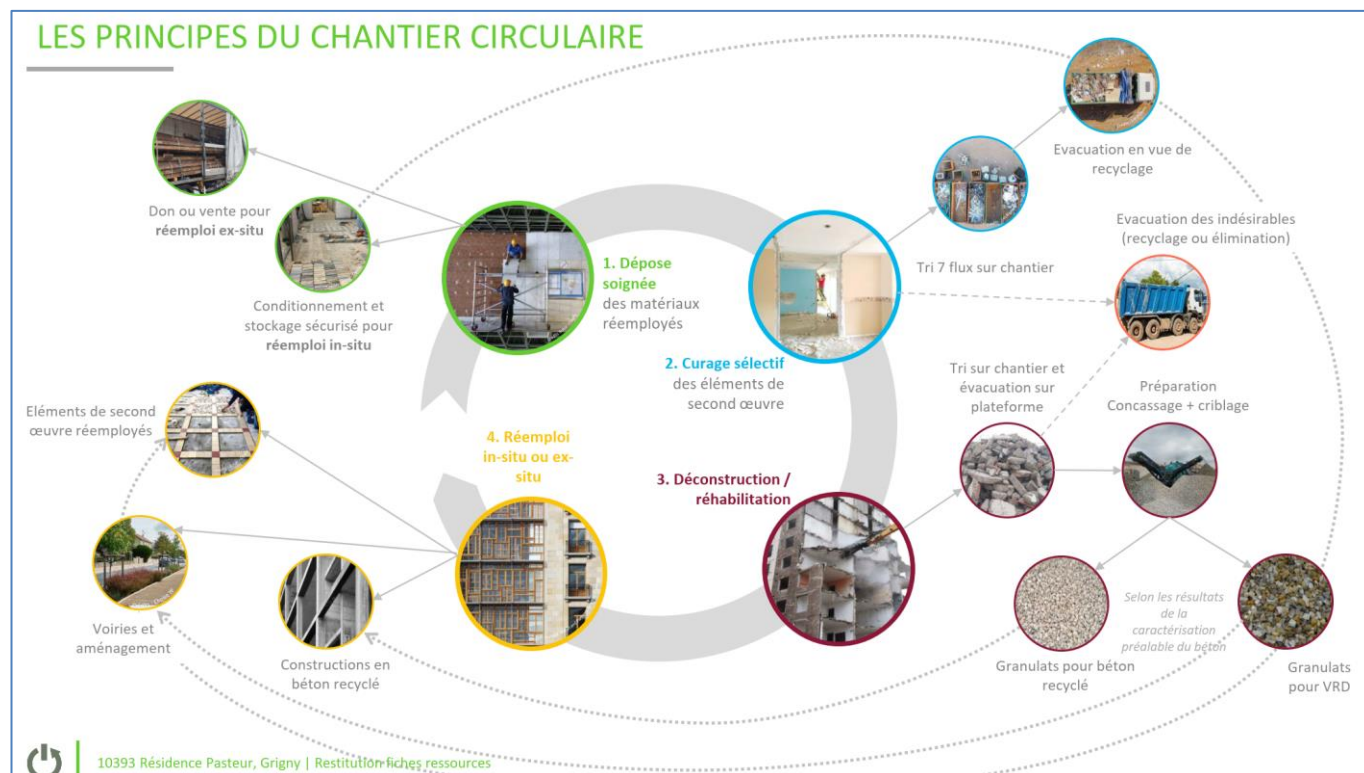 LES PRINCIPES DU CHANTIER CIRCULAIRE
Don ou vente pour
réemploi ex-situ
Conditionnement et
stockage sécurisé pour
réemploi in-situ
1. Dépose
soignée
des matériaux
réemployés
2. Curage sélectif
des éléments de
second œuvre
Tri 7 flux sur chantier
Evacuation en vue de
recyclage
Evacuation des indésirables
(recyclage ou élimination)
3. Déconstruction /
réhabilitation
Tri sur chantier et
évacuation sur
plateforme
Préparation
Concassage + criblage
Granulats pour béton
recyclé
Selon les résultats
de la
caractérisation
préalable du béton
Granulats
pour VRD
4. Réemploi
in-situ ou ex-
situ
Eléments de second
œuvre réemployés
Voiries et
aménagement
Constructions en
béton recyclé
10393 Résidence Pasteur, Grigny | Restitution fiches ressources